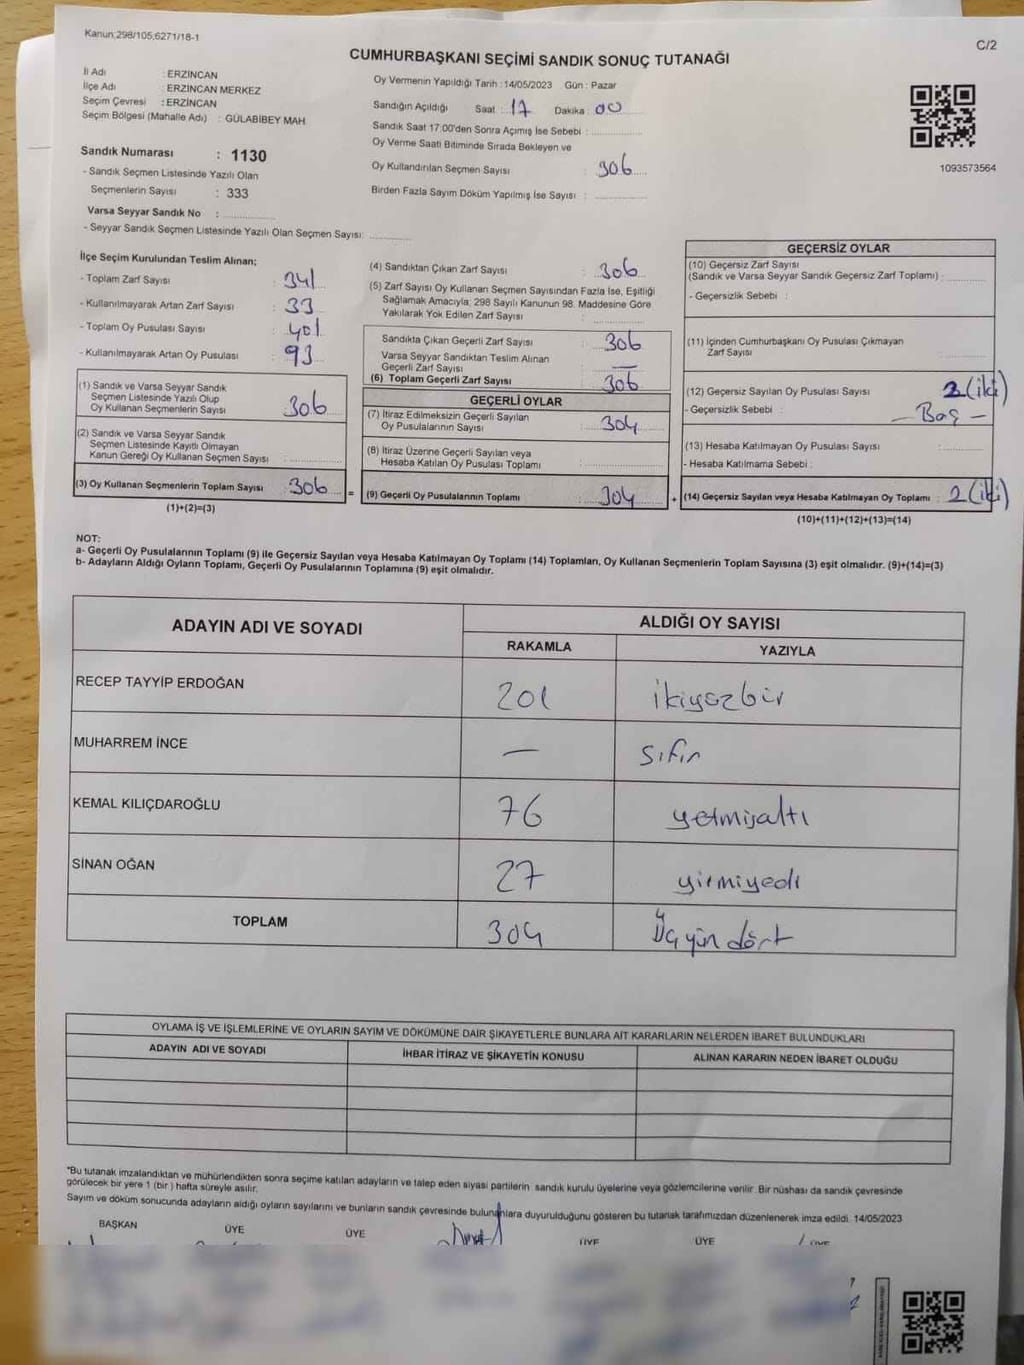 Kanun;298/105;6271/18-1
C/2
CUMHURBAŞKANI SEÇİMİ SANDIK SONUÇ TUTANAĞI
İl Adı : ERZİNCAN
İlçe Adı : ERZİNCAN MERKEZ
Seçim Çevresi : ERZİNCAN
Seçim Bölgesi (Mahalle Adı) : GÜLABİBEY MAH
Sandık Numarası : 1130
- Sandık Seçmen Listesinde Yazılı Olan
Seçmenlerin Sayısı : 333
Varsa Seyyar Sandık No :
- Seyyar Sandık Seçmen Listesinde Yazılı Olan Seçmen Sayısı:
Oy Vermenin Yapıldığı Tarih : 14/05/2023 Gün : Pazar
Sandığın Açıldığı Saat : 17 Dakika : 00
Sandık Saat 17:00'den Sonra Açımış İse Sebebi :
Oy Verme Saati Bitiminde Sırada Bekleyen ve
Oy Kullandırılan Seçmen Sayısı : 306
Birden Fazla Sayım Döküm Yapılmış İse Sayısı :
1093573564
İlçe Seçim Kurulundan Teslim Alınan;
- Toplam Zarf Sayısı : 341
- Kullanılmayarak Artan Zarf Sayısı : 33
- Toplam Oy Pusulası Sayısı : 401
- Kullanılmayarak Artan Oy Pusulası : 93
(1) Sandık ve Varsa Seyyar Sandık
Seçmen Listesinde Yazılı Olup
Oy Kullanan Seçmenlerin Sayısı : 306
(2) Sandık ve Varsa Seyyar Sandık
Seçmen Listesinde Kayıtlı Olmayan
Kanun Gereği Oy Kullanan Seçmen Sayısı :
(3) Oy Kullanan Seçmenlerin Toplam Sayısı : 306
(1)+(2)=(3)
(4) Sandıktan Çıkan Zarf Sayısı : 306
(5) Zarf Sayısı Oy Kullanan Seçmen Sayısından Fazla İse, Eşitliği
Sağlamak Amacıyla; 298 Sayılı Kanunun 98. Maddesine Göre
Yakılarak Yok Edilen Zarf Sayısı :
Sandıkta Çıkan Geçerli Zarf Sayısı : 306
Varsa Seyyar Sandıktan Teslim Alınan
Geçerli Zarf Sayısı : —
(6) Toplam Geçerli Zarf Sayısı : 306
GEÇERLİ OYLAR
(7) İtiraz Edilmeksizin Geçerli Sayılan
Oy Pusulalarının Sayısı : 304
(8) İtiraz Üzerine Geçerli Sayılan veya
Hesaba Katılan Oy Pusulası Toplamı :
= (9) Geçerli Oy Pusulalarının Toplamı : 304
GEÇERSİZ OYLAR
(10) Geçersiz Zarf Sayısı
(Sandık ve Varsa Seyyar Sandık Geçersiz Zarf Toplamı) :
- Geçersizlik Sebebi :
(11) İçinden Cumhurbaşkanı Oy Pusulası Çıkmayan
Zarf Sayısı :
(12) Geçersiz Sayılan Oy Pusulası Sayısı : 2 (iki)
- Geçersizlik Sebebi : — Boş —
(13) Hesaba Katılmayan Oy Pusulası Sayısı :
- Hesaba Katılmama Sebebi :
+ (14) Geçersiz Sayılan veya Hesaba Katılmayan Oy Toplamı : 2 (iki)
(10)+(11)+(12)+(13)=(14)
NOT:
a- Geçerli Oy Pusulalarının Toplamı (9) ile Geçersiz Sayılan veya Hesaba Katılmayan Oy Toplamı (14) Toplamları, Oy Kullanan Seçmenlerin Toplam Sayısına (3) eşit olmalıdır. (9)+(14)=(3)
b- Adayların Aldığı Oyların Toplamı, Geçerli Oy Pusulalarının Toplamına (9) eşit olmalıdır.
ADAYIN ADI VE SOYADI
ALDIĞI OY SAYISI
RAKAMLA YAZIYLA
RECEP TAYYİP ERDOĞAN 201 ikiyüzbir
MUHARREM İNCE — sıfır
KEMAL KILIÇDAROĞLU 76 yetmişaltı
SİNAN OĞAN 27 yirmiyedi
TOPLAM 304 Üçyün dört
OYLAMA İŞ VE İŞLEMLERİNE VE OYLARIN SAYIM VE DÖKÜMÜNE DAİR ŞİKAYETLERLE BUNLARA AİT KARARLARIN NELERDEN İBARET BULUNDUKLARI
ADAYIN ADI VE SOYADI İHBAR İTİRAZ VE ŞİKAYETİN KONUSU ALINAN KARARIN NEDEN İBARET OLDUĞU
*Bu tutanak imzalandıktan ve mühürlendikten sonra seçime katılan adayların ve talep eden siyasi partilerin sandık kurulu üyelerine veya gözlemcilerine verilir. Bir nüshası da sandık çevresinde
görülecek bir yere 1 (bir) hafta süreyle asılır.
Sayım ve döküm sonucunda adayların aldığı oyların sayılarını ve bunların sandık çevresinde bulunanlara duyurulduğunu gösteren bu tutanak tarafımızdan düzenlenerek imza edildi. 14/05/2023
BAŞKAN ÜYE ÜYE ÜYE ÜYE ÜYE